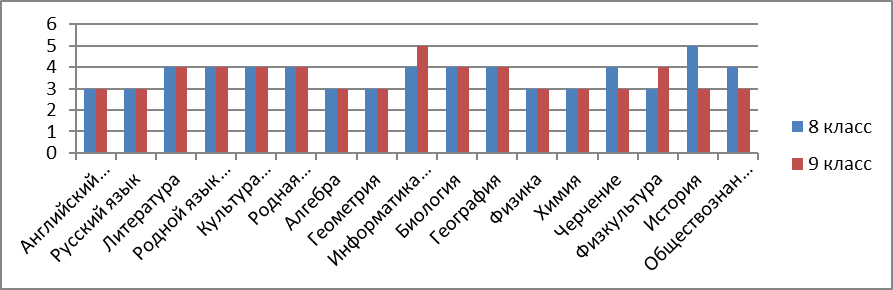 6
5
4
3
2
1
0
Английский...
Русский язык
Литература
Родной язык...
Культура...
Родная...
Алгебра
Геометрия
Информатика...
Биология
География
Физика
Химия
Черчение
Физкультура
История
Обществознан...
8 класс
9 класс